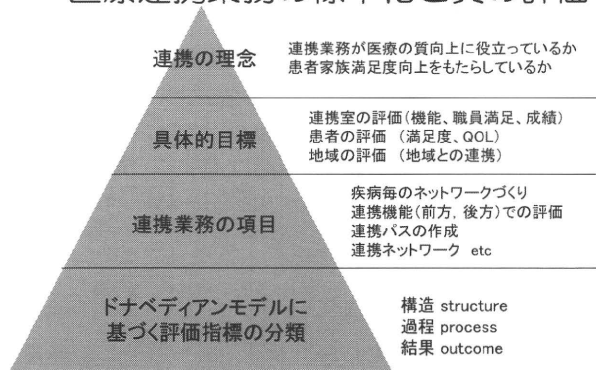 連携の理念
連携業務が医療の質向上に役立っているか
患者家族満足度向上をもたらしているか
具体的目標
連携室の評価(機能、職員満足、成績)
患者の評価 (満足度、QOL)
地域の評価 (地域との連携)
連携業務の項目
疾病毎のネットワークづくり
連携機能(前方, 後方)での評価
連携パスの作成
連携ネットワーク etc
ドナベディアンモデルに
基づく評価指標の分類
構造 structure
過程 process
結果 outcome